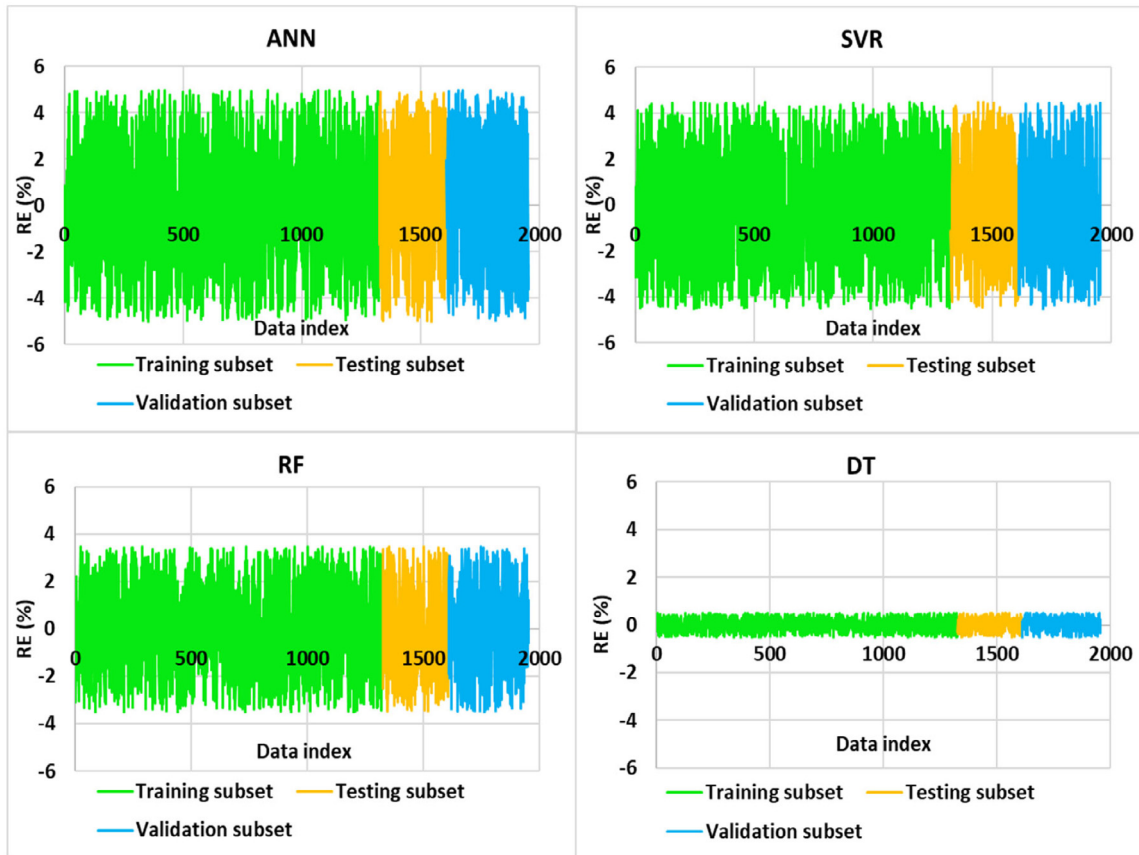 ANN
6
4
2
0
-2
-4
-6
RE (%)
0 500 1000 1500 2000
Data index
Training subset Testing subset
Validation subset
SVR
6
4
2
0
-2
-4
-6
RE (%)
0 500 1000 1500 2000
Data index
Training subset Testing subset
Validation subset
RF
6
4
2
0
-2
-4
-6
RE (%)
0 500 1000 1500 2000
Data index
Training subset Testing subset
Validation subset
DT
6
4
2
0
-2
-4
-6
RE (%)
0 500 1000 1500 2000
Data index
Training subset Testing subset
Validation subset